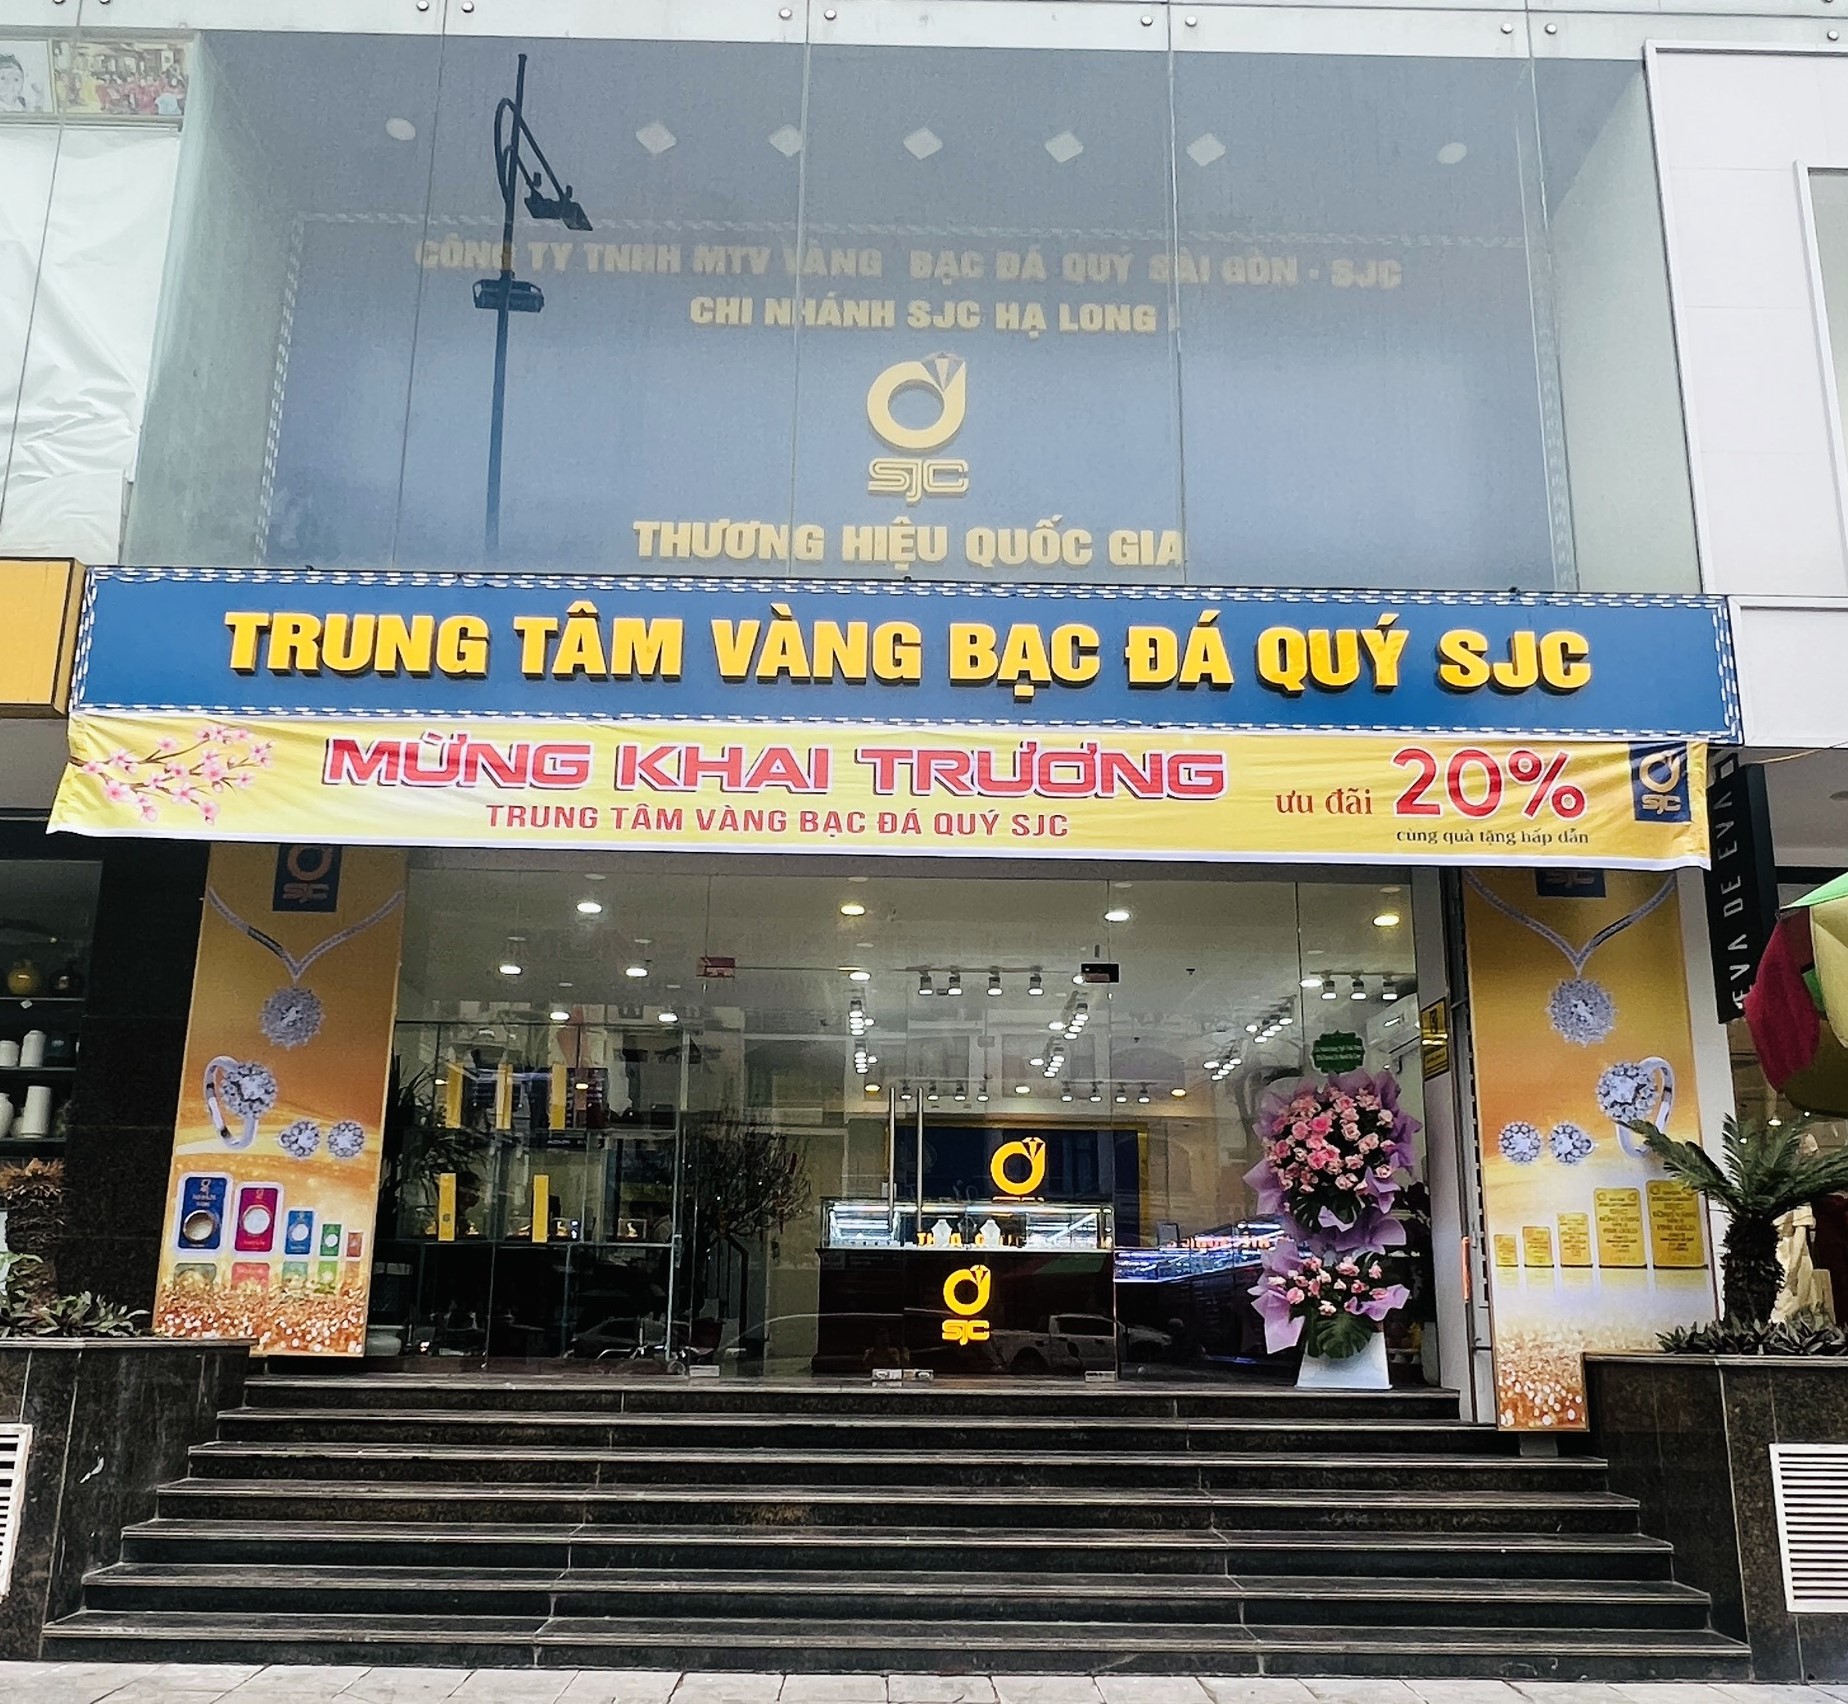 CÔNG TY TNHH MTV VÀNG BẠC ĐÁ QUÝ SÀI GÒN - SJC
CHI NHÁNH SJC HẠ LONG
SJC
THƯƠNG HIỆU QUỐC GIA
TRUNG TÂM VÀNG BẠC ĐÁ QUÝ SJC
MỪNG KHAI TRƯƠNG
TRUNG TÂM VÀNG BẠC ĐÁ QUÝ SJC
ưu đãi 20%
cùng quà tặng hấp dẫn
SJC
SJC
SJC
EVA DE EVA
SJC